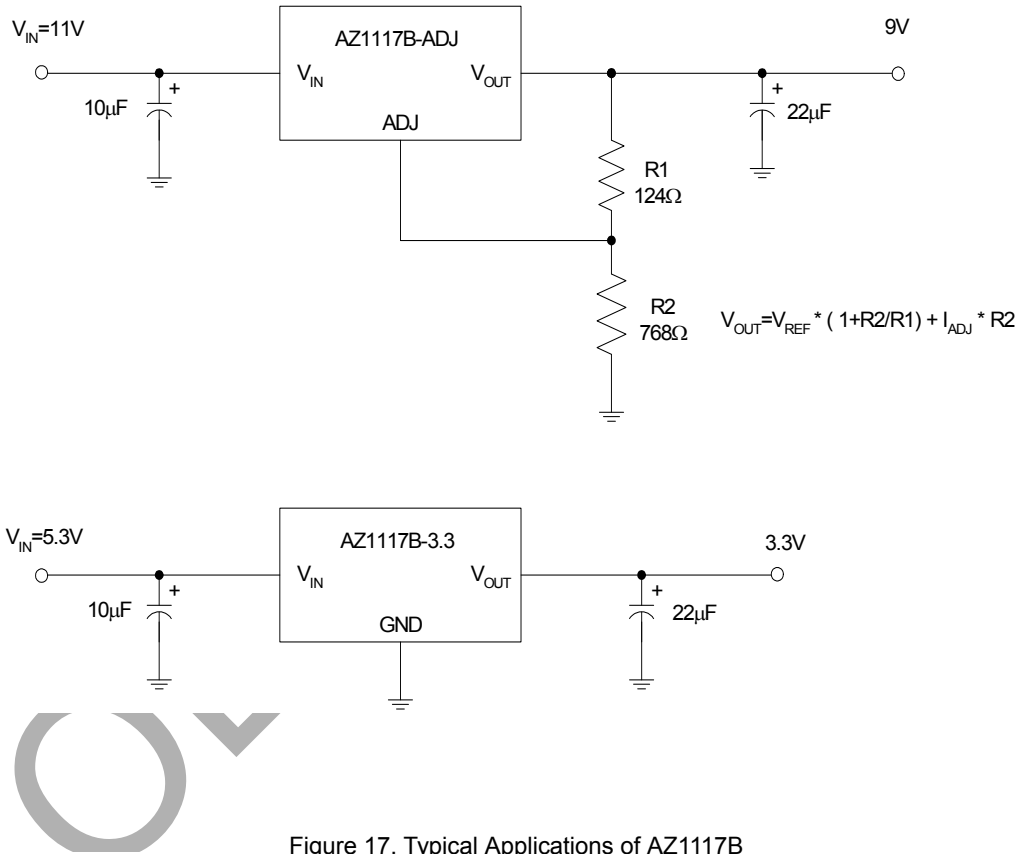 V_IN=11V
9V
AZ1117B-ADJ
V_IN
V_OUT
ADJ
10μF
+
+
22μF
R1
124Ω
R2
768Ω
V_OUT=V_REF * ( 1+R2/R1) + I_ADJ * R2
V_IN=5.3V
3.3V
AZ1117B-3.3
V_IN
V_OUT
GND
10μF
+
+
22μF
Figure 17. Typical Applications of AZ1117B